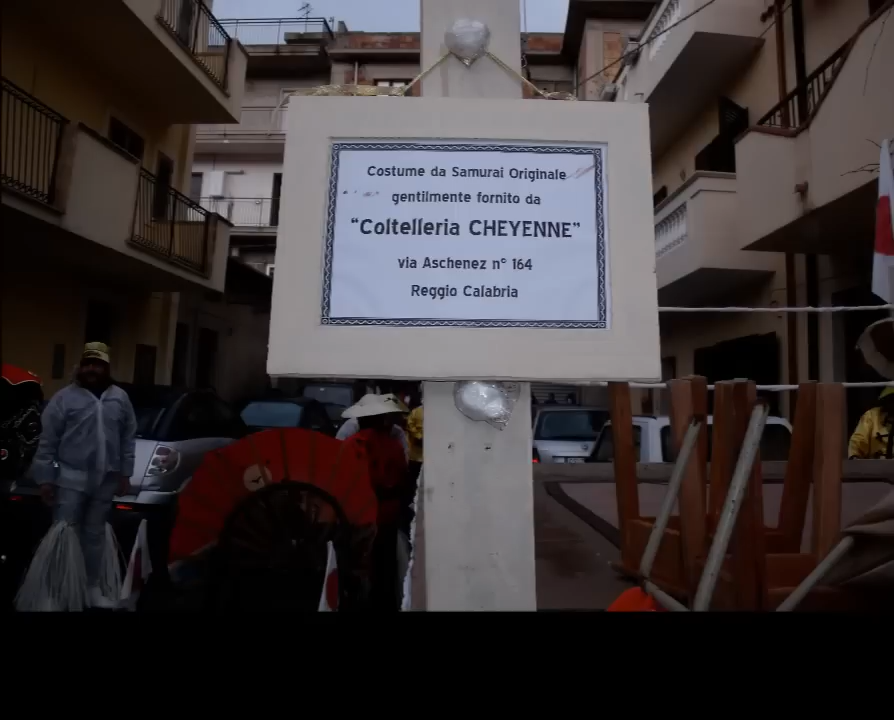 Costume da Samurai Originale
gentilmente fornito da
“Coltelleria CHEYENNE”
via Aschenez n° 164
Reggio Calabria